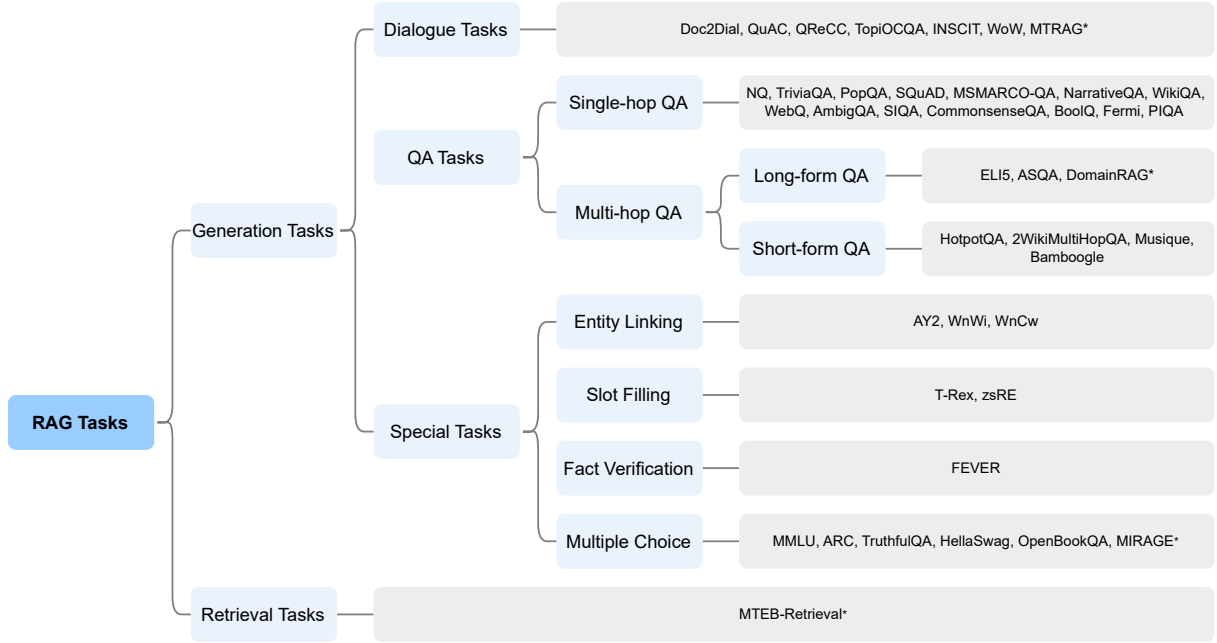 Dialogue Tasks
Doc2Dial, QuAC, QReCC, TopiOCQA, INSCIT, WoW, MTRAG*
Single-hop QA
NQ, TriviaQA, PopQA, SQuAD, MSMARCO-QA, NarrativeQA, WikiQA,
WebQ, AmbigQA, SIQA, CommonsenseQA, BoolQ, Fermi, PIQA
QA Tasks
Long-form QA
ELI5, ASQA, DomainRAG*
Multi-hop QA
Generation Tasks
Short-form QA
HotpotQA, 2WikiMultiHopQA, Musique,
Bamboogle
Entity Linking
AY2, WnWi, WnCw
Slot Filling
T-Rex, zsRE
RAG Tasks
Special Tasks
Fact Verification
FEVER
Multiple Choice
MMLU, ARC, TruthfulQA, HellaSwag, OpenBookQA, MIRAGE*
Retrieval Tasks
MTEB-Retrieval*